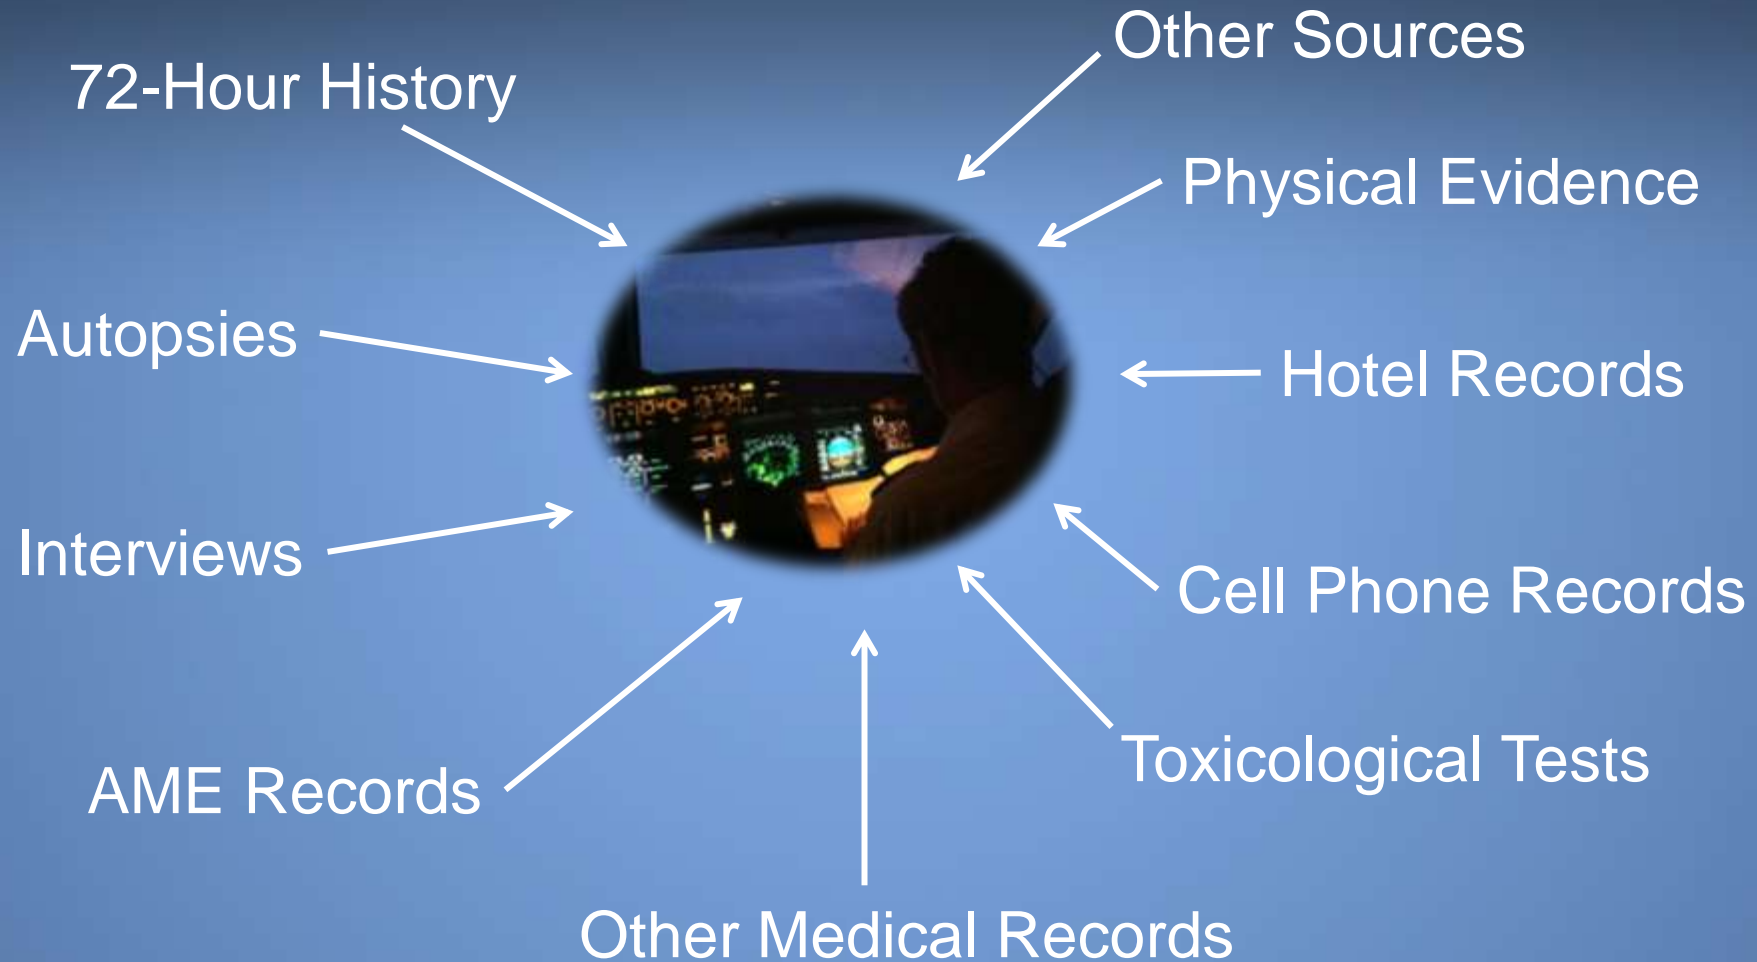 Other Sources
72-Hour History
Physical Evidence
Autopsies
Hotel Records
Interviews
Cell Phone Records
Toxicological Tests
AME Records
Other Medical Records